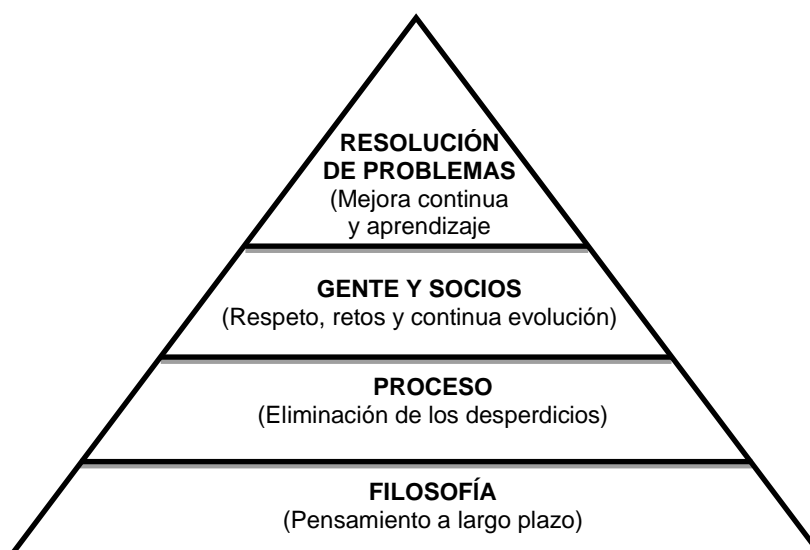 RESOLUCIÓN
DE PROBLEMAS
(Mejora continua
y aprendizaje
GENTE Y SOCIOS
(Respeto, retos y continua evolución)
PROCESO
(Eliminación de los desperdicios)
FILOSOFÍA
(Pensamiento a largo plazo)